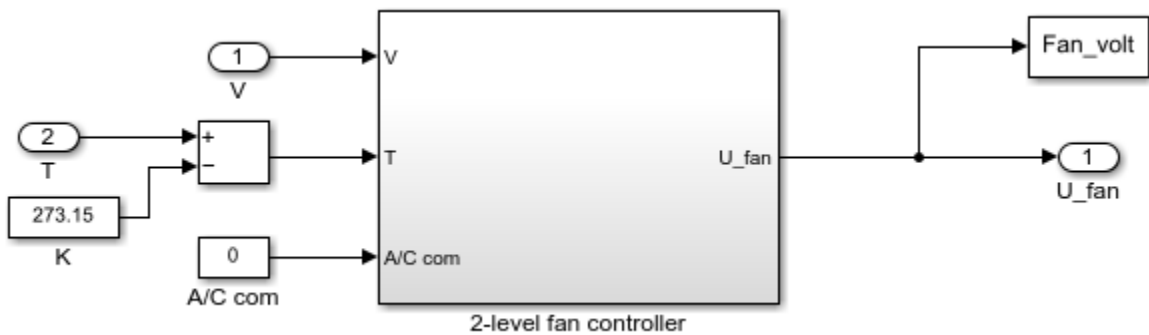 1
V
2
T
+
−
273.15
K
0
A/C com
V
T
A/C com
U_fan
2-level fan controller
Fan_volt
1
U_fan